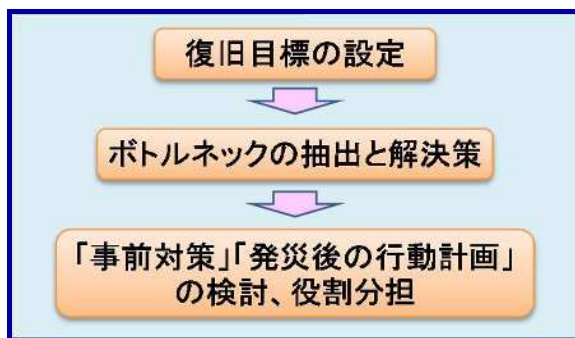 復旧目標の設定
ボトルネックの抽出と解決策
「事前対策」「発災後の行動計画」
の検討、役割分担